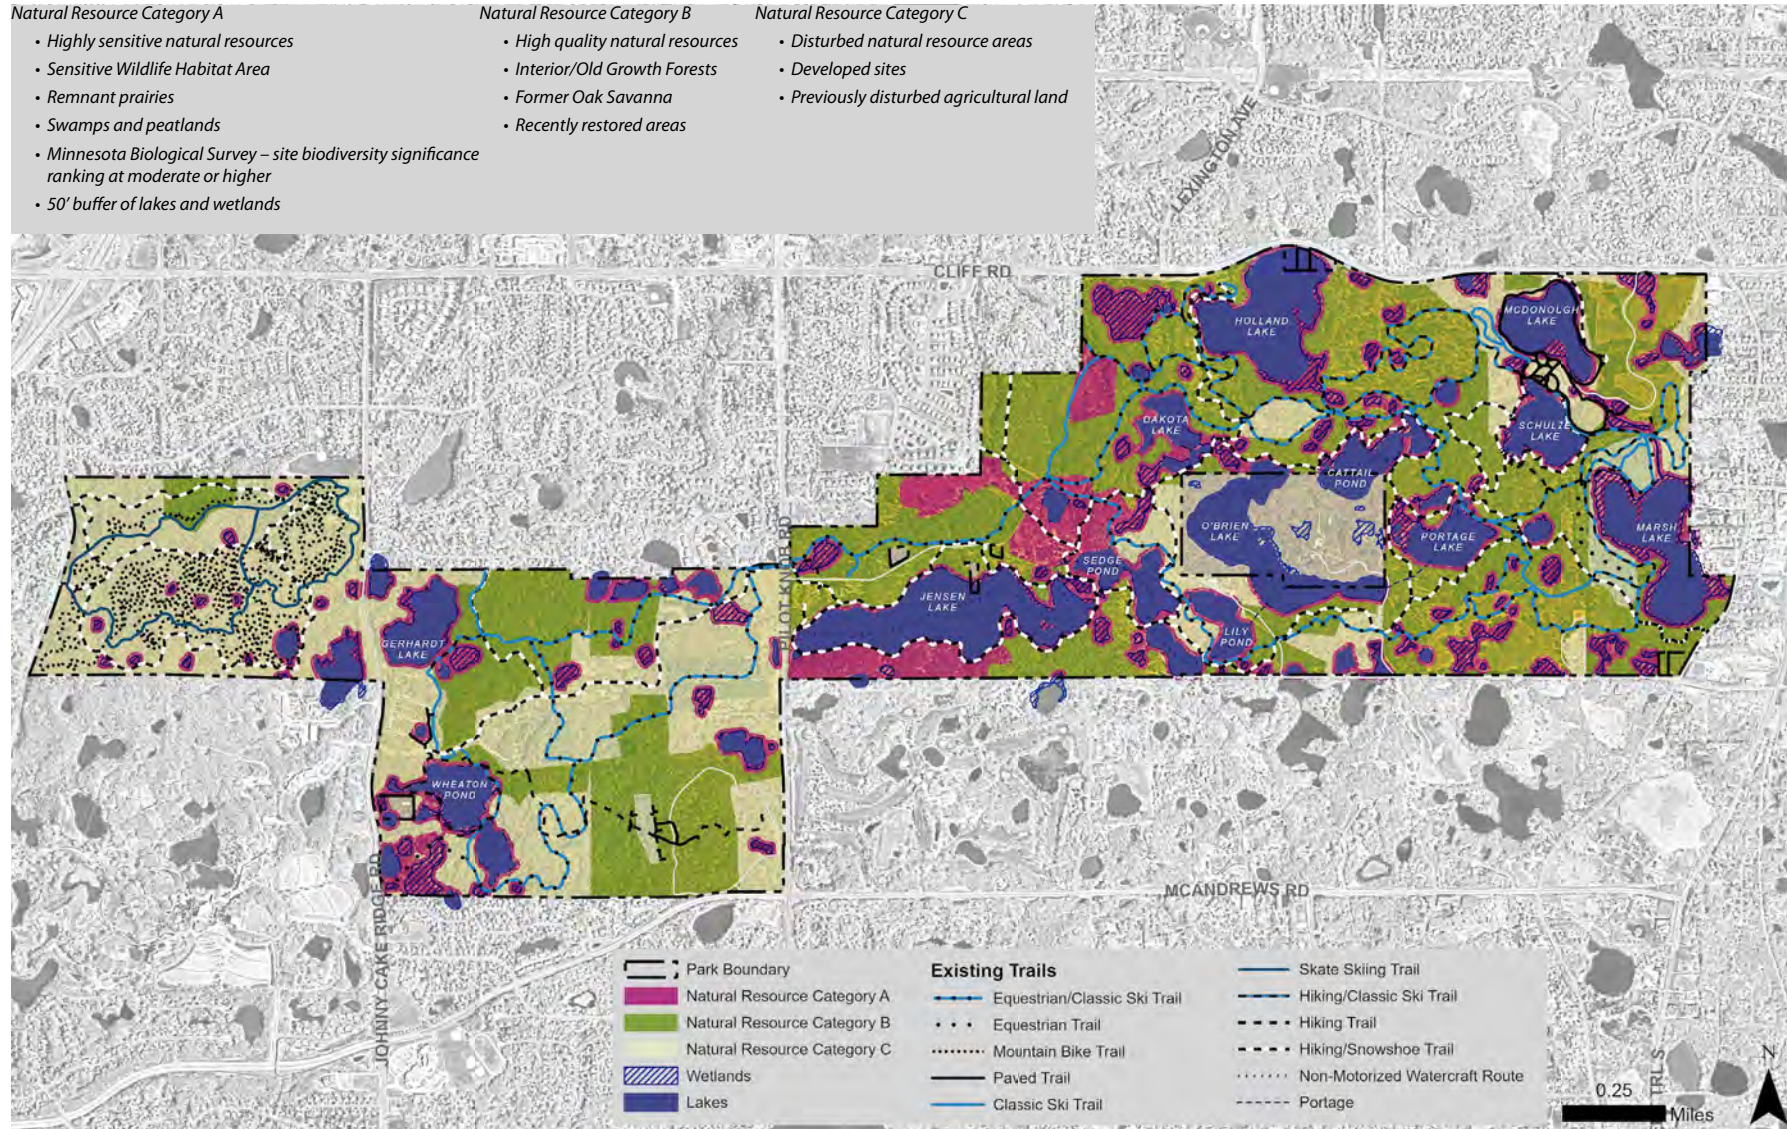 Natural Resource Category A
• Highly sensitive natural resources
• Sensitive Wildlife Habitat Area
• Remnant prairies
• Swamps and peatlands
• Minnesota Biological Survey – site biodiversity significance
ranking at moderate or higher
• 50' buffer of lakes and wetlands
Natural Resource Category B
• High quality natural resources
• Interior/Old Growth Forests
• Former Oak Savanna
• Recently restored areas
Natural Resource Category C
• Disturbed natural resource areas
• Developed sites
• Previously disturbed agricultural land
LEXINGTON AVE
CLIFF RD
HOLLAND
LAKE
MCDONOUGH
LAKE
DAKOTA
LAKE
SCHULZE
LAKE
CATTAIL
POND
O'BRIEN
LAKE
PORTAGE
LAKE
MARSH
LAKE
SEDGE
POND
JENSEN
LAKE
LILY
POND
PILOT KNOB RD
GERHARDT
LAKE
WHEATON
POND
JOHNNY CAKE RIDGE RD
MCANDREWS RD
Park Boundary
Natural Resource Category A
Natural Resource Category B
Natural Resource Category C
Wetlands
Lakes
Existing Trails
Equestrian/Classic Ski Trail
Equestrian Trail
Mountain Bike Trail
Paved Trail
Classic Ski Trail
Skate Skiing Trail
Hiking/Classic Ski Trail
Hiking Trail
Hiking/Snowshoe Trail
Non-Motorized Watercraft Route
Portage
TRL S
0.25
Miles
N